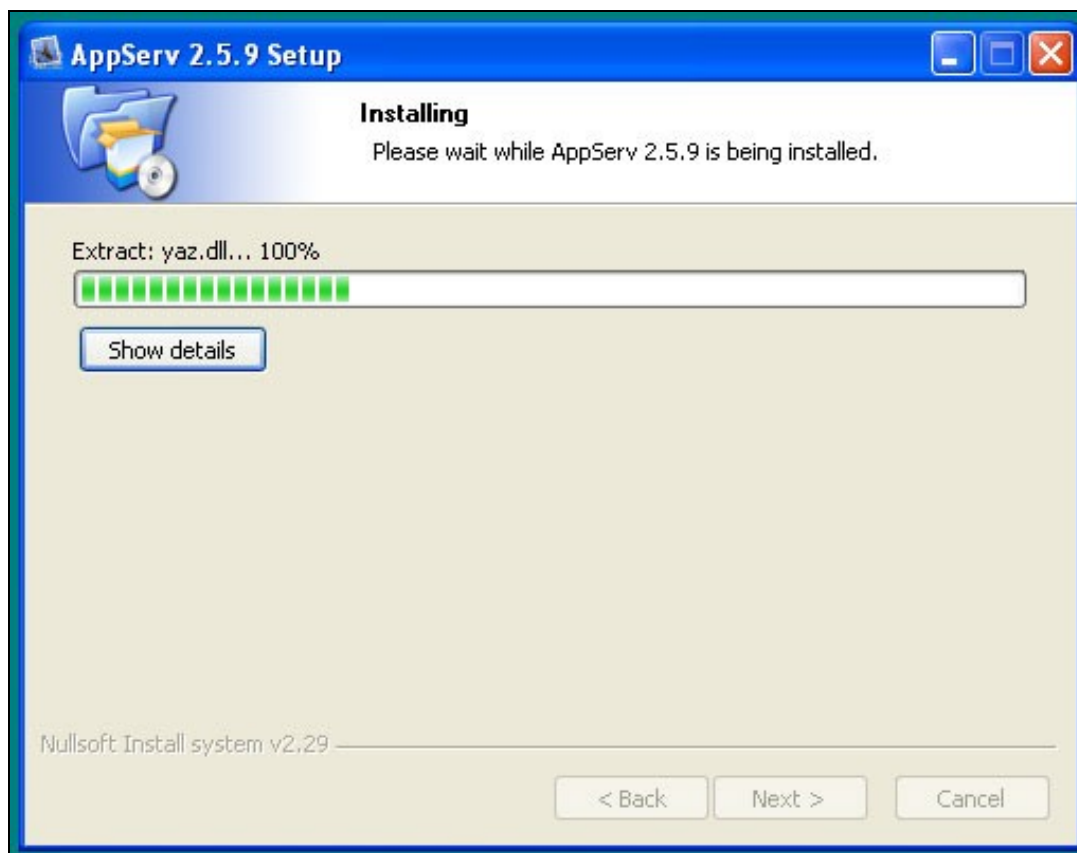 AppServ 2.5.9 Setup
Installing
Please wait while AppServ 2.5.9 is being installed.
Extract: yaz.dll... 100%
Show details
Nullsoft Install system v2.29
< Back Next > Cancel